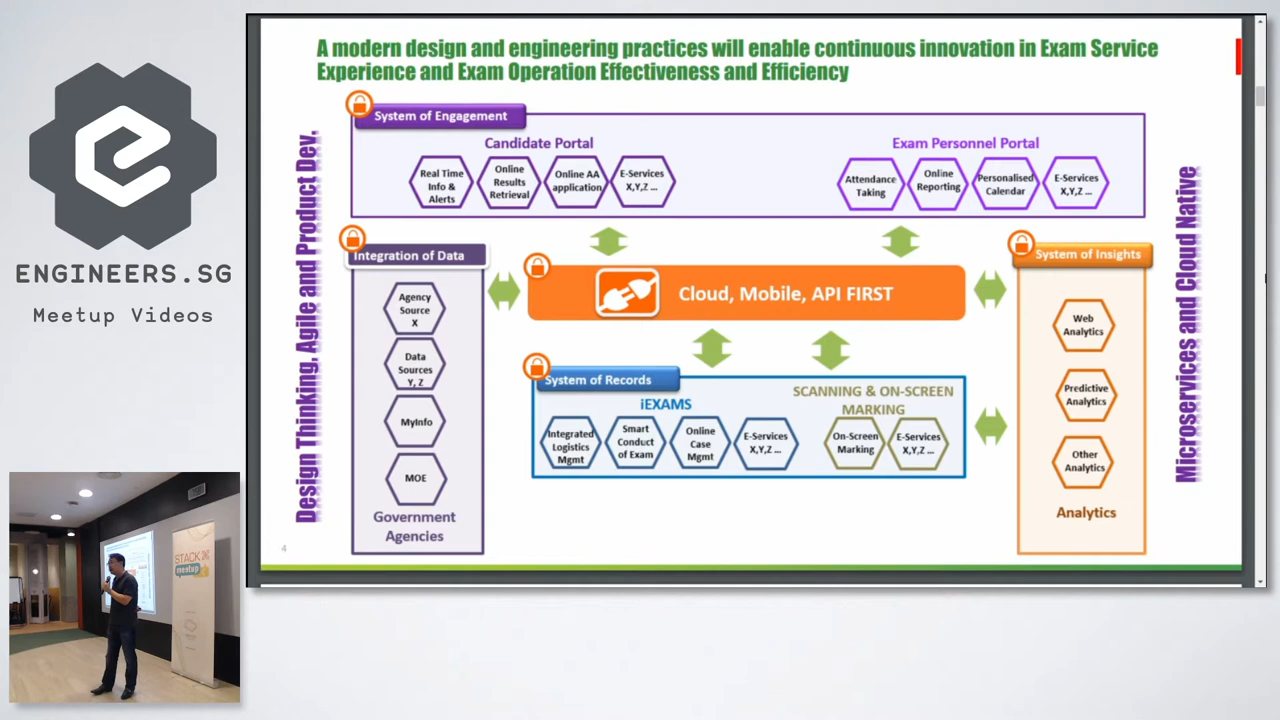 A modern design and engineering practices will enable continuous innovation in Exam Service
Experience and Exam Operation Effectiveness and Efficiency
ENGINEERS.SG
Meetup Videos
Design Thinking, Agile and Product Dev,
System of Engagement
Candidate Portal
Real Time
Info &
Alerts
Online
Results
Retrieval
Online AA
application
E-Services
X,Y,Z ...
Exam Personnel Portal
Attendance
Taking
Online
Reporting
Personalised
Calendar
E-Services
X,Y,Z ...
Integration of Data
Agency
Source
X
Data
Sources
Y, Z
MyInfo
MOE
Government
Agencies
Cloud, Mobile, API FIRST
System of Records
iEXAMS
Integrated
Logistics
Mgmt
Smart
Conduct
of Exam
Online
Case
Mgmt
E-Services
X,Y,Z ...
SCANNING & ON-SCREEN
MARKING
On-Screen
Marking
E-Services
X,Y,Z ...
System of Insights
Web
Analytics
Predictive
Analytics
Other
Analytics
Analytics
Microservices and Cloud Native
4
STACK
meetup